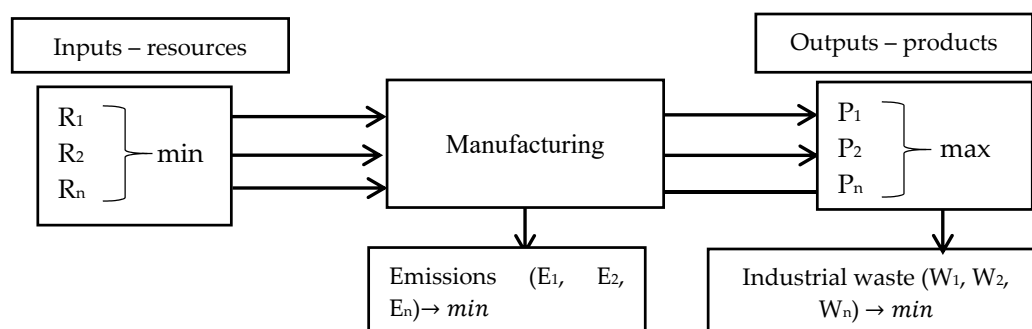 Inputs – resources
Outputs – products
R₁
R₂ min
Rₙ
Manufacturing
P₁
P₂ max
Pₙ
Emissions (E₁, E₂,
Eₙ)→ min
Industrial waste (W₁, W₂,
Wₙ) → min